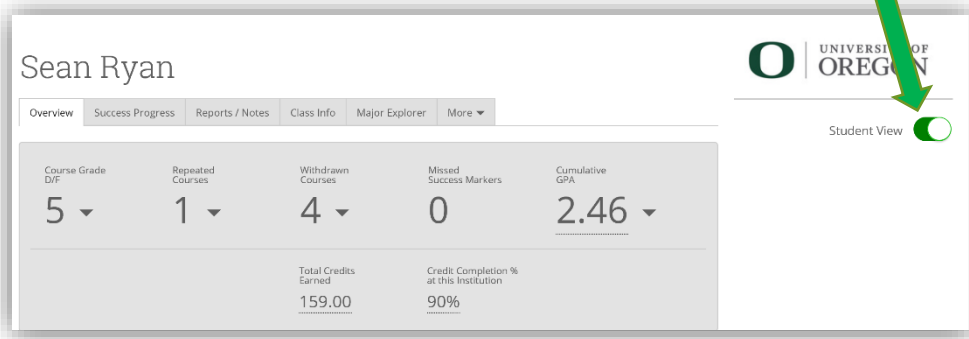 UNIVERSITY OF
OREGON
Sean Ryan
Overview Success Progress Reports / Notes Class Info Major Explorer More
Student View
Course Grade
D/F
5
Repeated
Courses
1
Withdrawn
Courses
4
Missed
Success Markers
0
Cumulative
GPA
2.46
Total Credits
Earned
159.00
Credit Completion %
at this Institution
90%